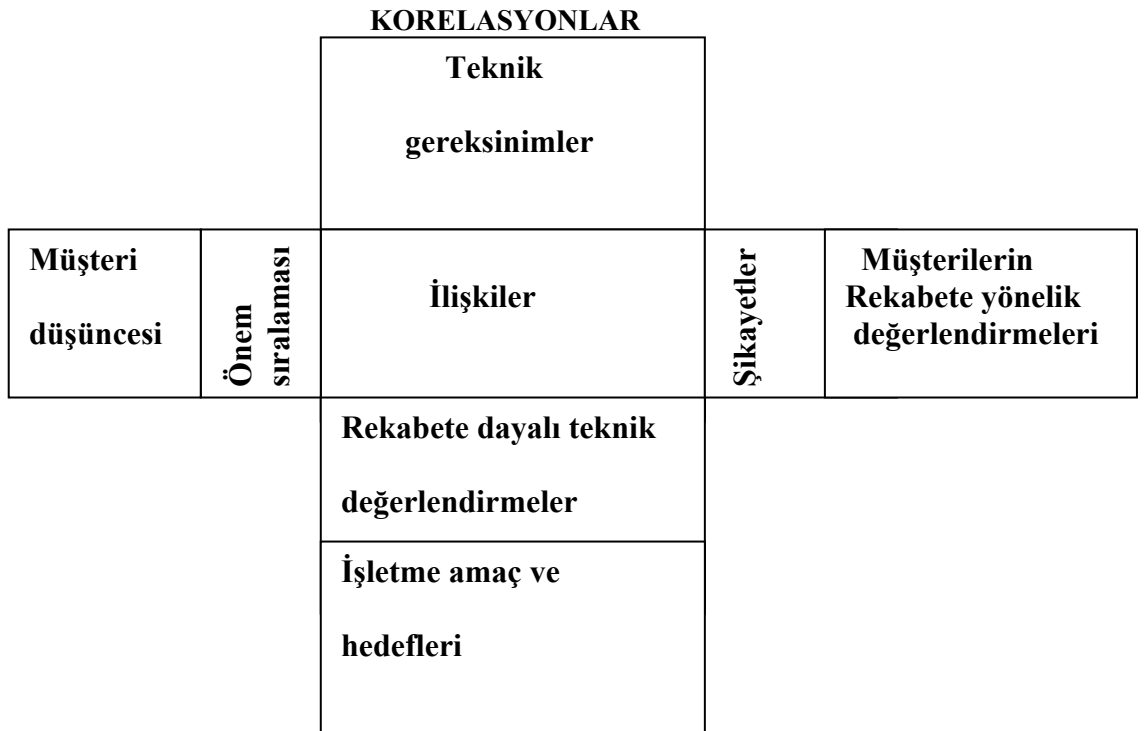 KORELASYONLAR
Teknik
gereksinimler
Müşteri
düşüncesi
Önem
sıralaması
İlişkiler
Şikayetler
Müşterilerin
Rekabete yönelik
değerlendirmeleri
Rekabete dayalı teknik
değerlendirmeler
İşletme amaç ve
hedefleri